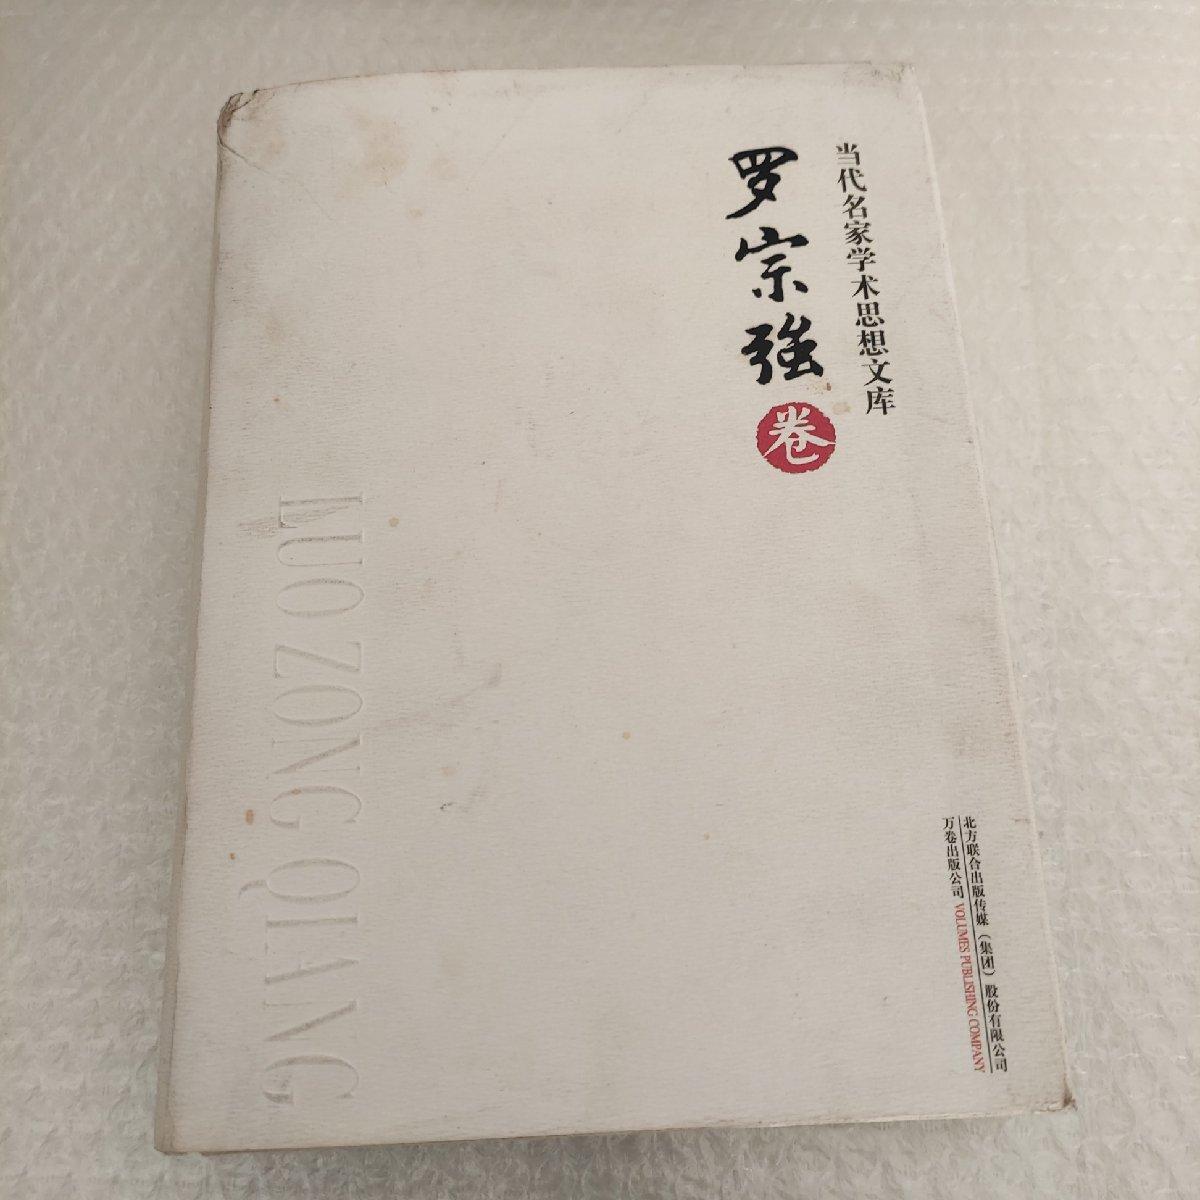 当代名家学术思想文库
罗宗强
卷
LUO ZONG QIANG
北方联合出版传媒（集团）股份有限公司
万卷出版公司 VOLUMES PUBLISHING COMPANY